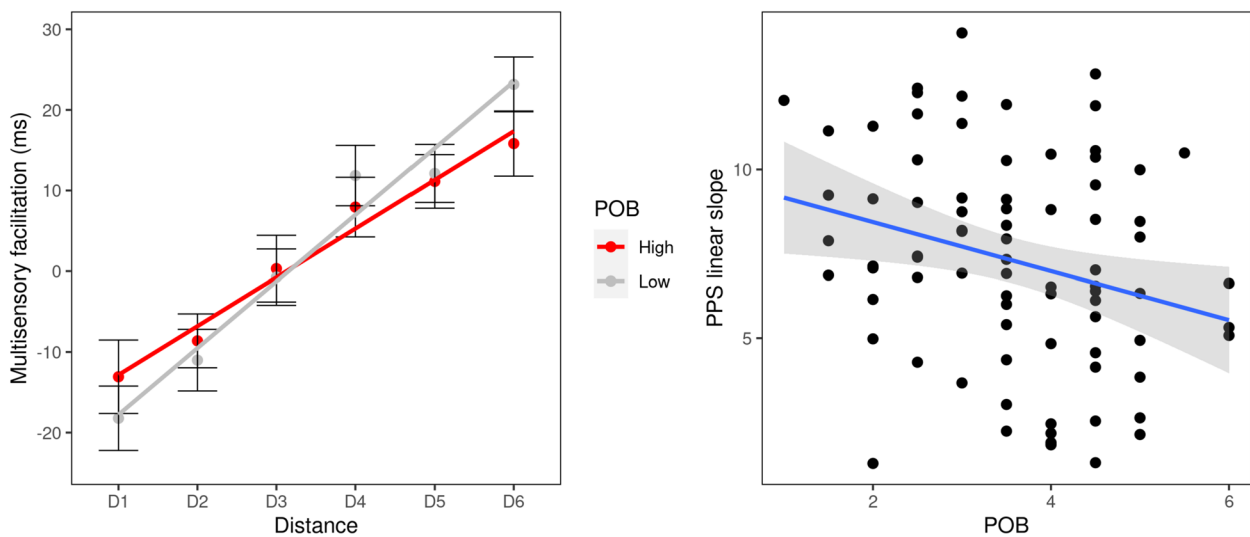 30
20
10
0
-10
-20
Multisensory facilitation (ms)
D1 D2 D3 D4 D5 D6
Distance
POB
High
Low
10
5
PPS linear slope
2 4 6
POB